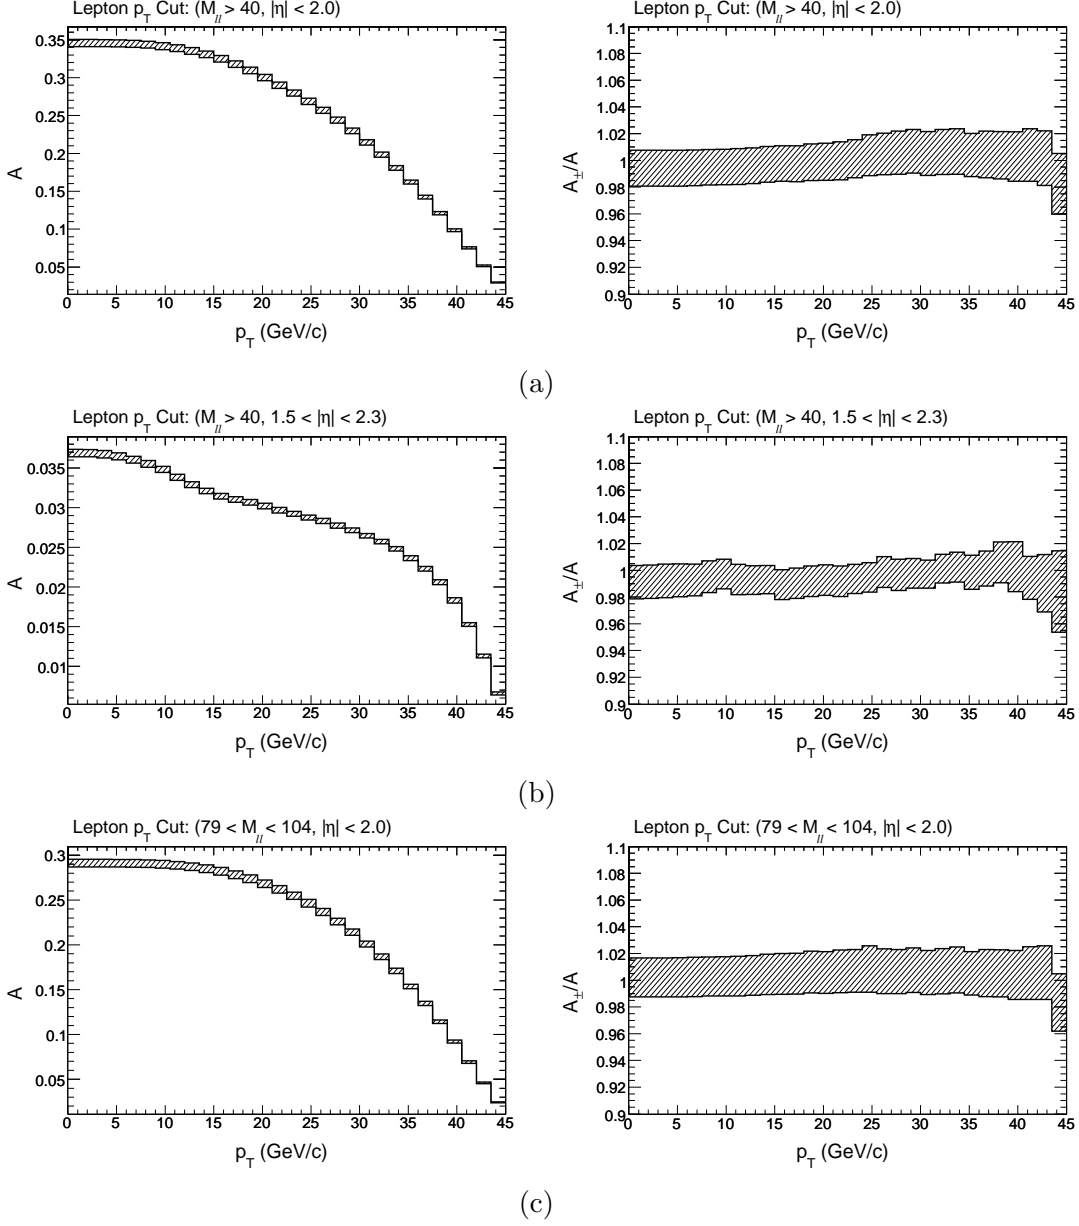 Lepton p_T Cut: (M_ll > 40, |η| < 2.0)
A
0.35
0.3
0.25
0.2
0.15
0.1
0.05
0 5 10 15 20 25 30 35 40 45
p_T (GeV/c)
Lepton p_T Cut: (M_ll > 40, |η| < 2.0)
A_±/A
1.1
1.08
1.06
1.04
1.02
1
0.98
0.96
0.94
0.92
0.9
0 5 10 15 20 25 30 35 40 45
p_T (GeV/c)
(a)
Lepton p_T Cut: (M_ll > 40, 1.5 < |η| < 2.3)
A
0.035
0.03
0.025
0.02
0.015
0.01
0 5 10 15 20 25 30 35 40 45
p_T (GeV/c)
Lepton p_T Cut: (M_ll > 40, 1.5 < |η| < 2.3)
A_±/A
1.1
1.08
1.06
1.04
1.02
1
0.98
0.96
0.94
0.92
0.9
0 5 10 15 20 25 30 35 40 45
p_T (GeV/c)
(b)
Lepton p_T Cut: (79 < M_ll < 104, |η| < 2.0)
A
0.3
0.25
0.2
0.15
0.1
0.05
0 5 10 15 20 25 30 35 40 45
p_T (GeV/c)
Lepton p_T Cut: (79 < M_ll < 104, |η| < 2.0)
A_±/A
1.1
1.08
1.06
1.04
1.02
1
0.98
0.96
0.94
0.92
0.9
0 5 10 15 20 25 30 35 40 45
p_T (GeV/c)
(c)